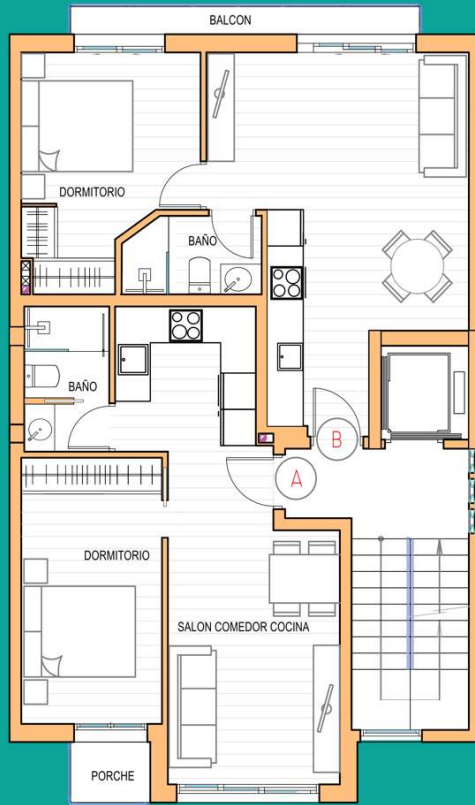 BALCON
DORMITORIO
BAÑO
BAÑO
B
A
DORMITORIO
SALON COMEDOR COCINA
PORCHE